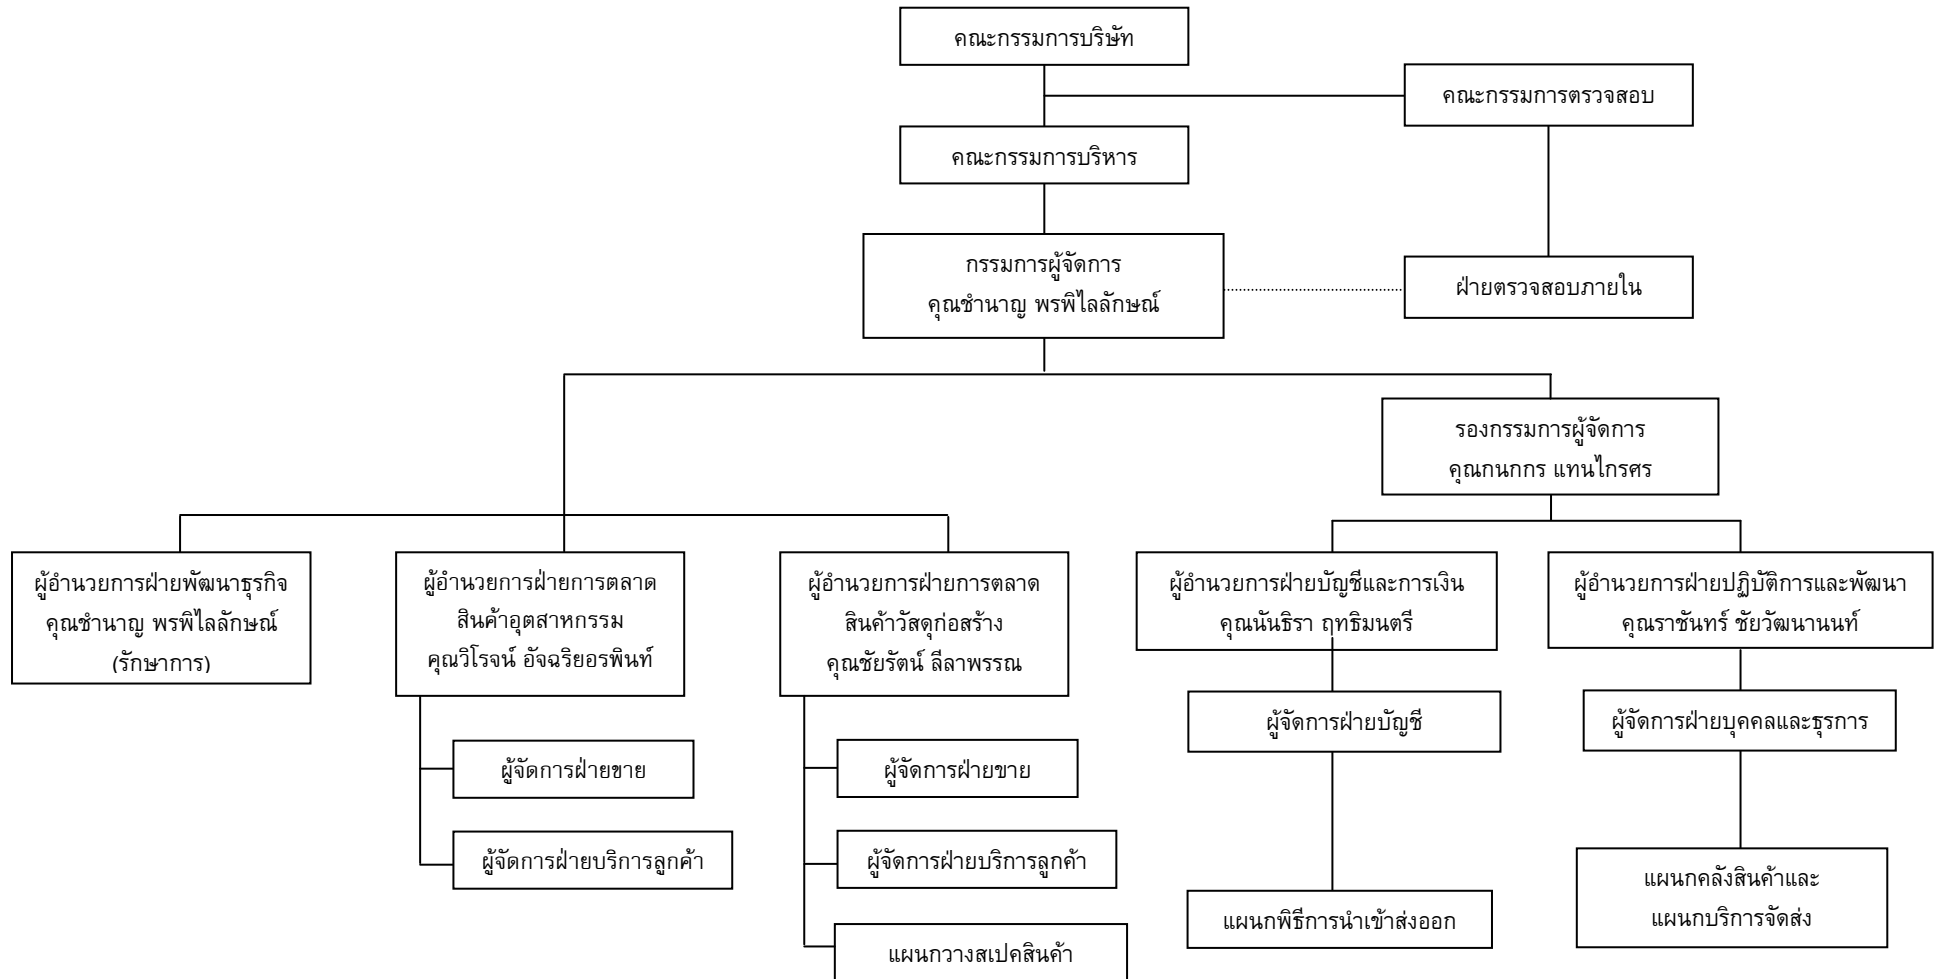 คณะกรรมการบริษัท
คณะกรรมการตรวจสอบ
คณะกรรมการบริหาร
กรรมการผู้จัดการ
คุณชำนาญ พรพิไลลักษณ์
ฝ่ายตรวจสอบภายใน
รองกรรมการผู้จัดการ
คุณกนกกร แทนไกรศร
ผู้อำนวยการฝ่ายพัฒนาธุรกิจ
คุณชำนาญ พรพิไลลักษณ์
(รักษาการ)
ผู้อำนวยการฝ่ายการตลาด
สินค้าอุตสาหกรรม
คุณวิโรจน์ อัจฉริยอรพินท์
ผู้อำนวยการฝ่ายการตลาด
สินค้าวัสดุก่อสร้าง
คุณชัยรัตน์ ลีลาพรรณ
ผู้อำนวยการฝ่ายบัญชีและการเงิน
คุณนันธิรา ฤทธิมนตรี
ผู้อำนวยการฝ่ายปฏิบัติการและพัฒนา
คุณราชันทร์ ชัยวัฒนานนท์
ผู้จัดการฝ่ายขาย
ผู้จัดการฝ่ายบริการลูกค้า
ผู้จัดการฝ่ายขาย
ผู้จัดการฝ่ายบริการลูกค้า
แผนกวางสเปคสินค้า
ผู้จัดการฝ่ายบัญชี
แผนกพิธีการนำเข้าส่งออก
ผู้จัดการฝ่ายบุคคลและธุรการ
แผนกคลังสินค้าและ
แผนกบริการจัดส่ง